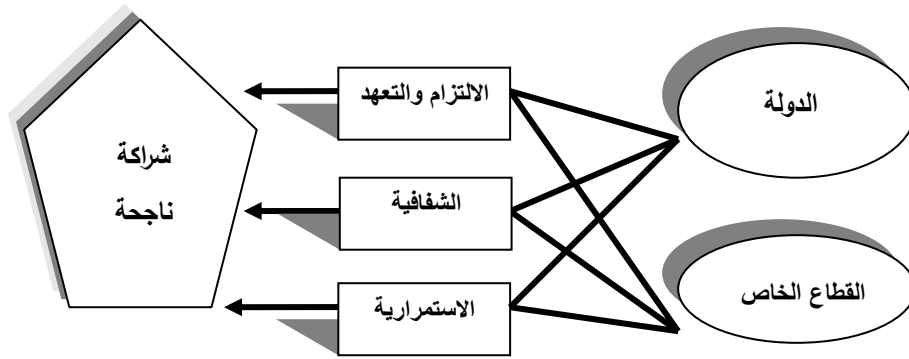 الدولة
القطاع الخاص
الالتزام والتعهد
الشفافية
الاستمرارية
شراكة
ناجحة